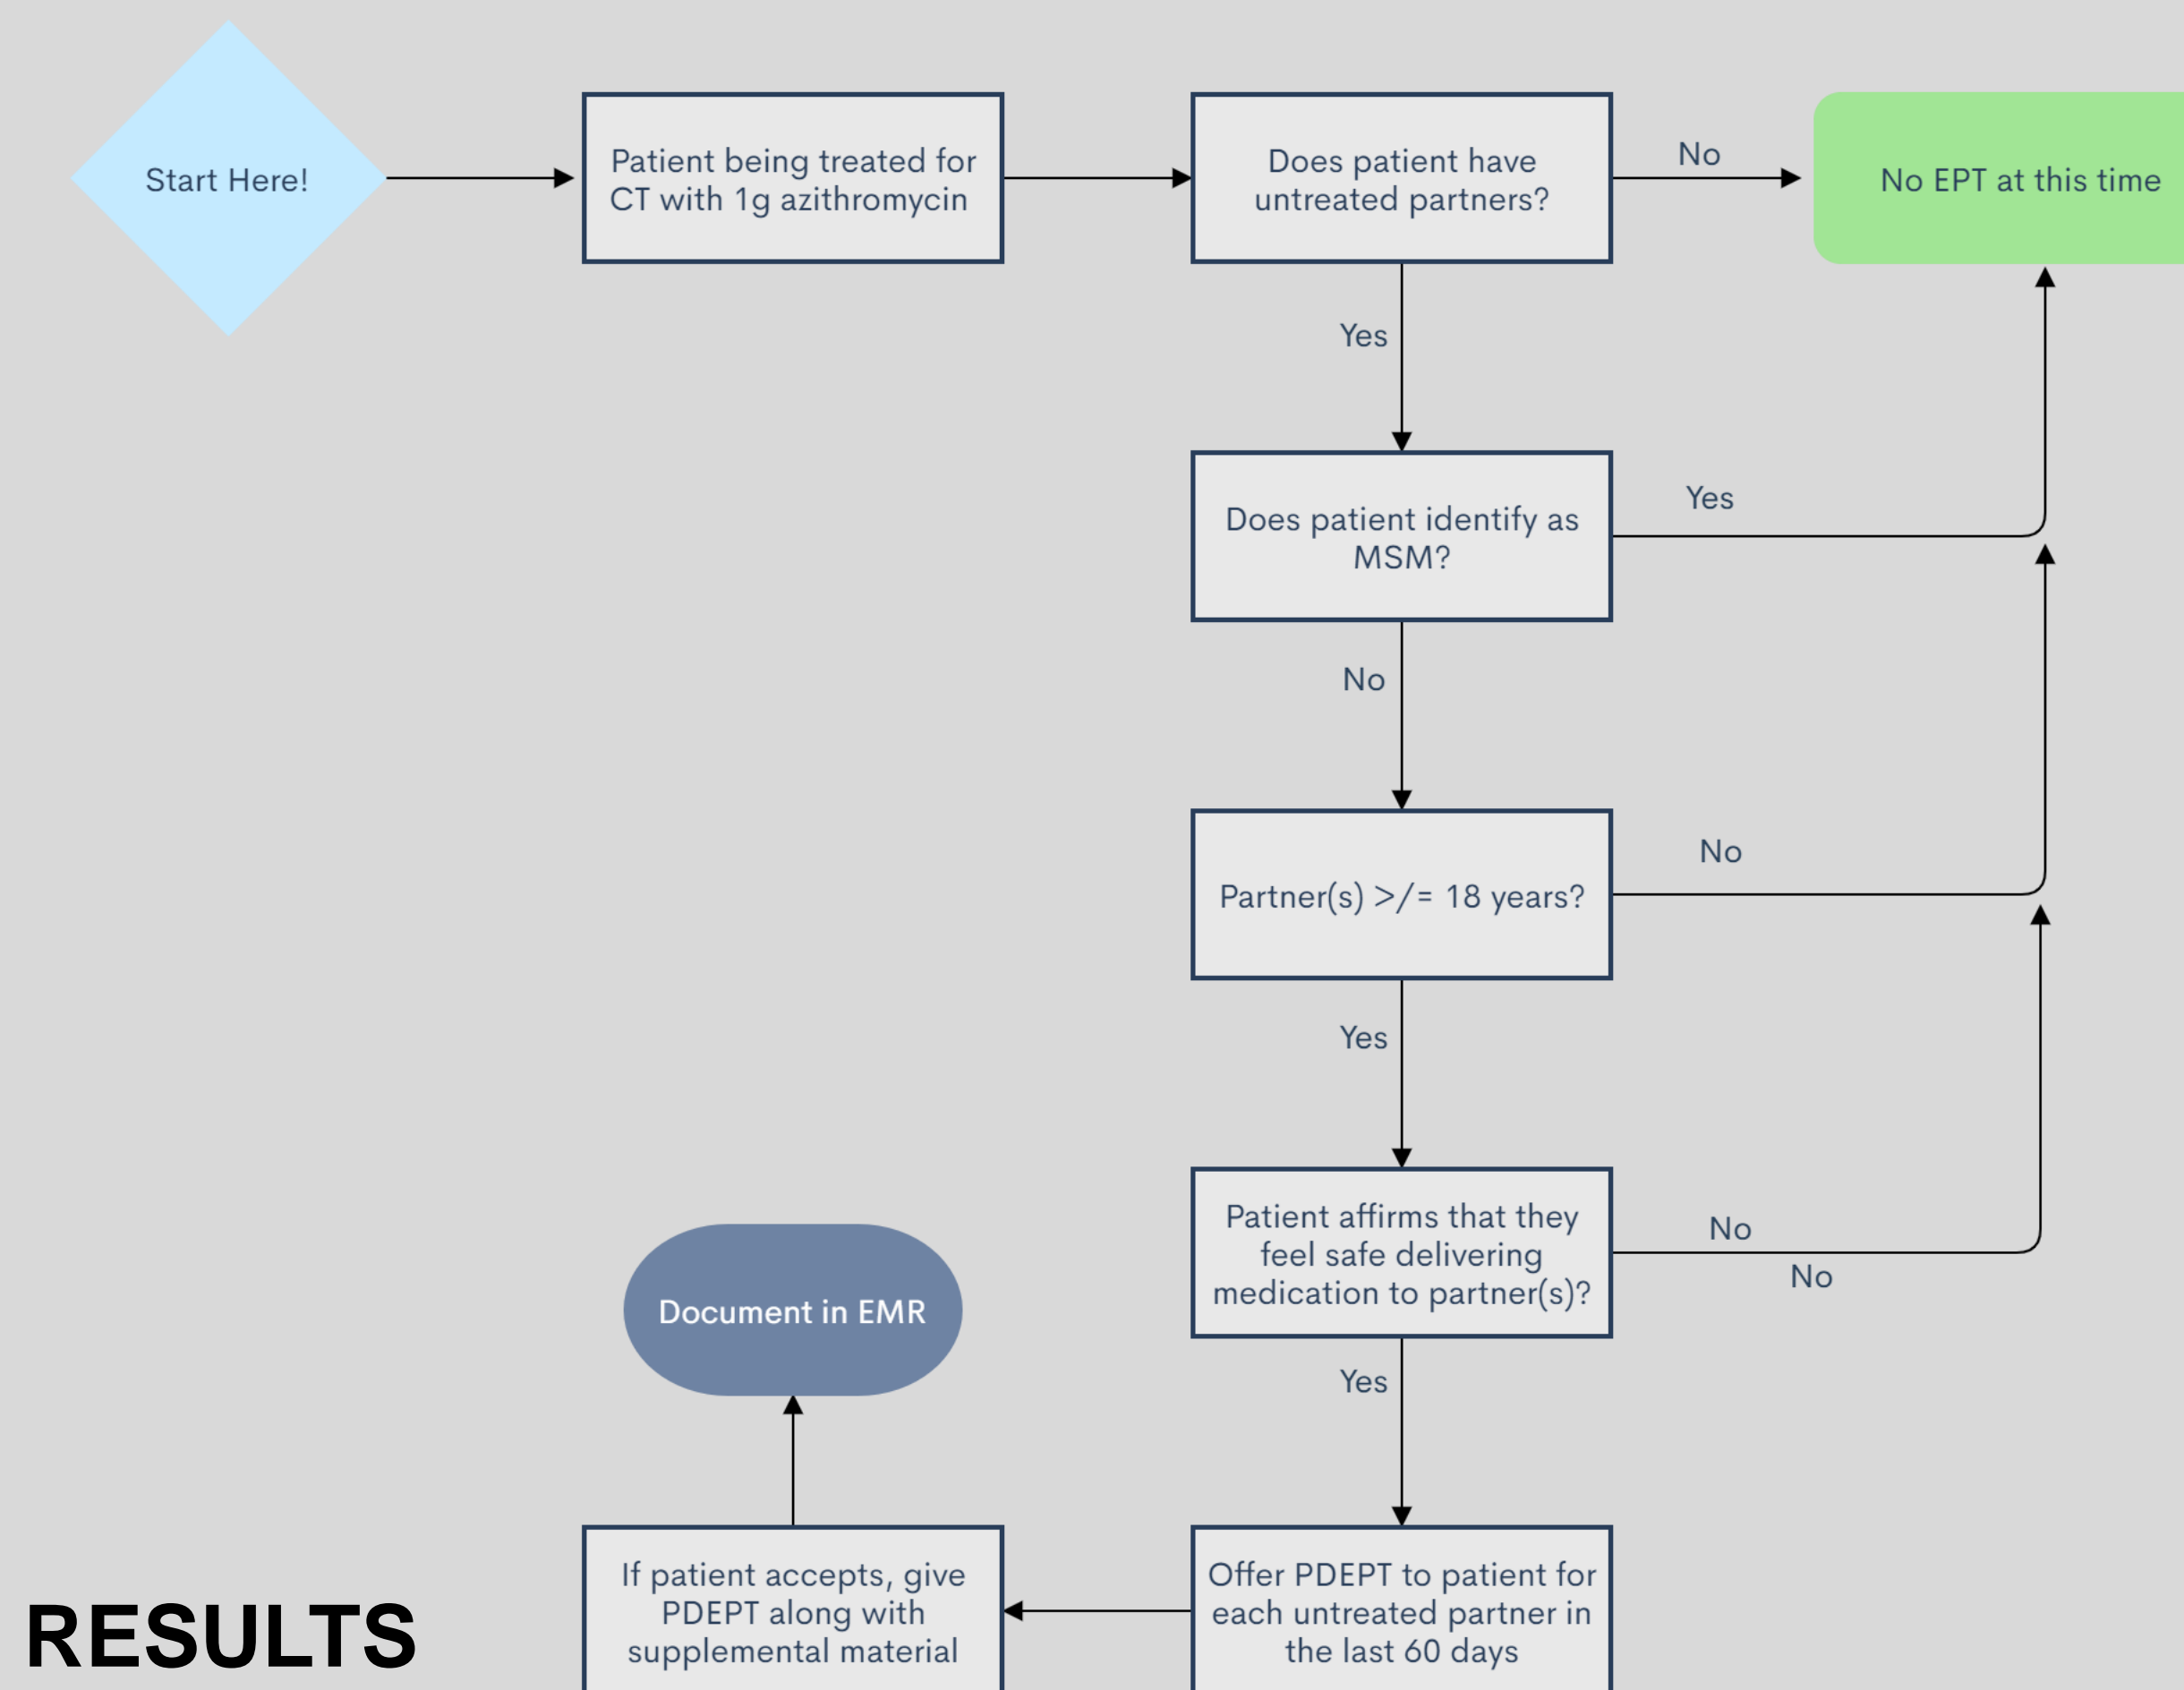 Start Here!
Patient being treated for
CT with 1g azithromycin
Does patient have
untreated partners?
No
No EPT at this time
Yes
Does patient identify as
MSM?
Yes
No
Partner(s) >/= 18 years?
No
Yes
Patient affirms that they
feel safe delivering
medication to partner(s)?
No
No
Document in EMR
Yes
If patient accepts, give
PDEPT along with
supplemental material
Offer PDEPT to patient for
each untreated partner in
the last 60 days
RESULTS